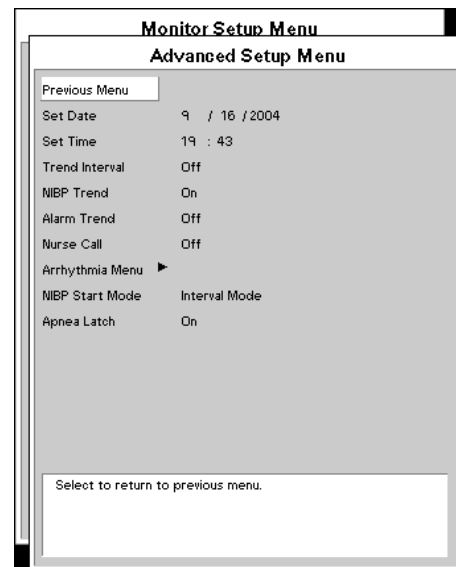 Monitor Setup Menu
Advanced Setup Menu
Previous Menu
Set Date 9 / 16 / 2004
Set Time 19 : 43
Trend Interval Off
NIBP Trend On
Alarm Trend Off
Nurse Call Off
Arrhythmia Menu ►
NIBP Start Mode Interval Mode
Apnea Latch On
Select to return to previous menu.